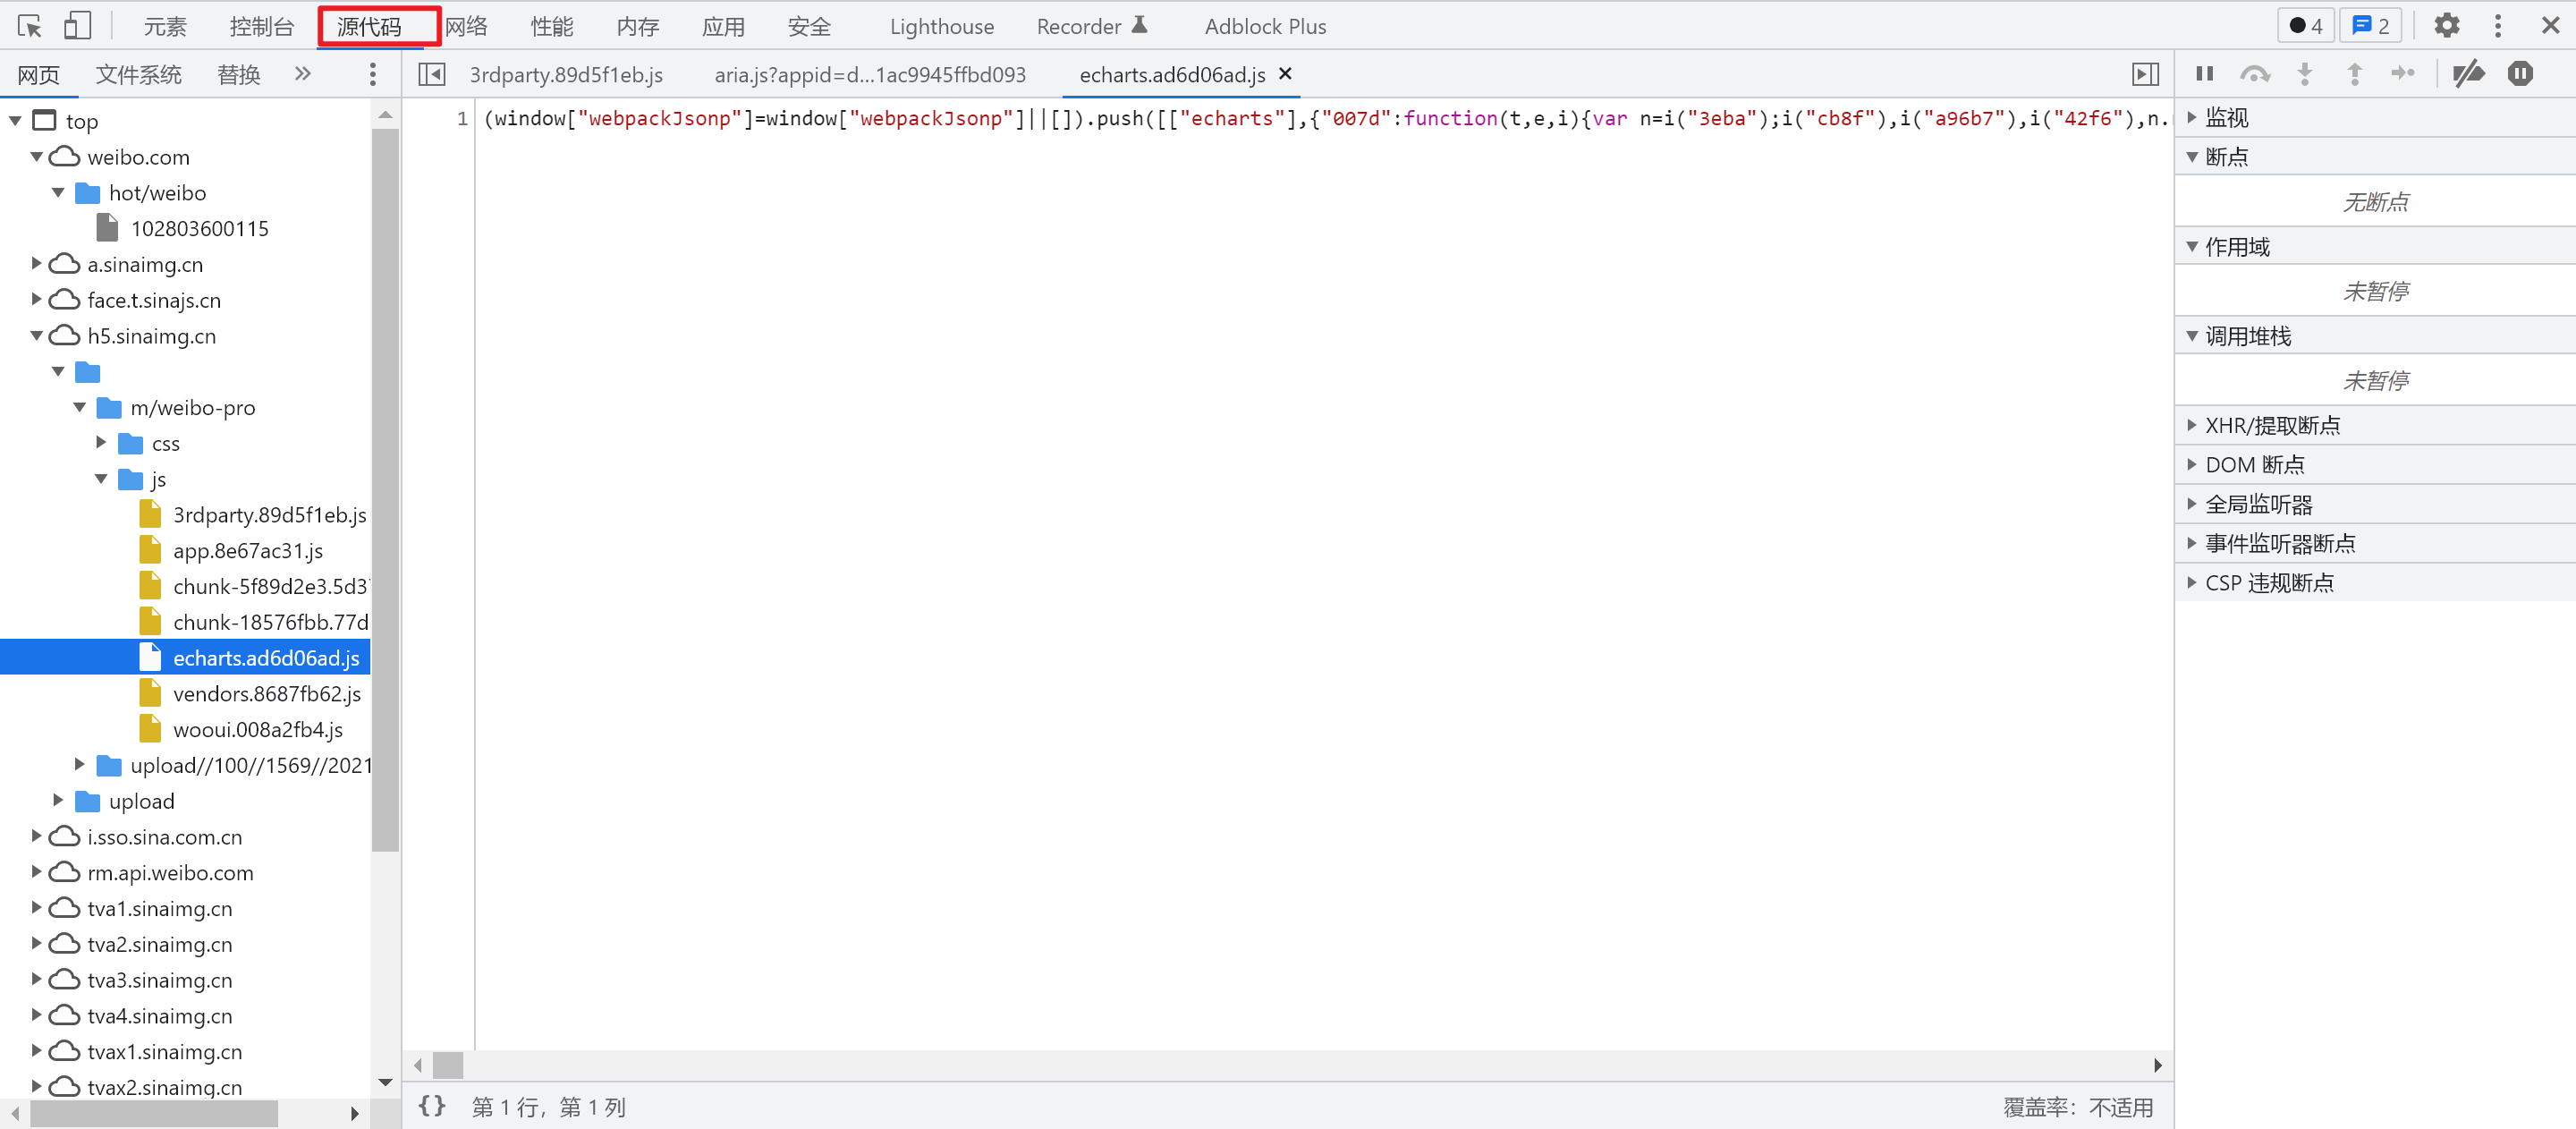 元素 控制台 源代码 网络 性能 内存 应用 安全 Lighthouse Recorder Adblock Plus 4 2
网页 文件系统 替换
3rdparty.89d5f1eb.js aria.js?appid=d...1ac9945ffbd093 echarts.ad6d06ad.js
top
weibo.com
hot/weibo
102803600115
a.sinaimg.cn
face.t.sinajs.cn
h5.sinaimg.cn
m/weibo-pro
css
js
3rdparty.89d5f1eb.js
app.8e67ac31.js
chunk-5f89d2e3.5d37
chunk-18576fbb.77d
echarts.ad6d06ad.js
vendors.8687fb62.js
wooui.008a2fb4.js
upload//100//1569//2021
upload
i.sso.sina.com.cn
rm.api.weibo.com
tva1.sinaimg.cn
tva2.sinaimg.cn
tva3.sinaimg.cn
tva4.sinaimg.cn
tvax1.sinaimg.cn
tvax2.sinaimg.cn
1 (window["webpackJsonp"]=window["webpackJsonp"]||[]).push([["echarts"],{"007d":function(t,e,i){var n=i("3eba");i("cb8f"),i("a96b7"),i("42f6"),n.
{} 第 1 行，第 1 列
覆盖率：不适用
监视
断点
无断点
作用域
未暂停
调用堆栈
未暂停
XHR/提取断点
DOM 断点
全局监听器
事件监听器断点
CSP 违规断点